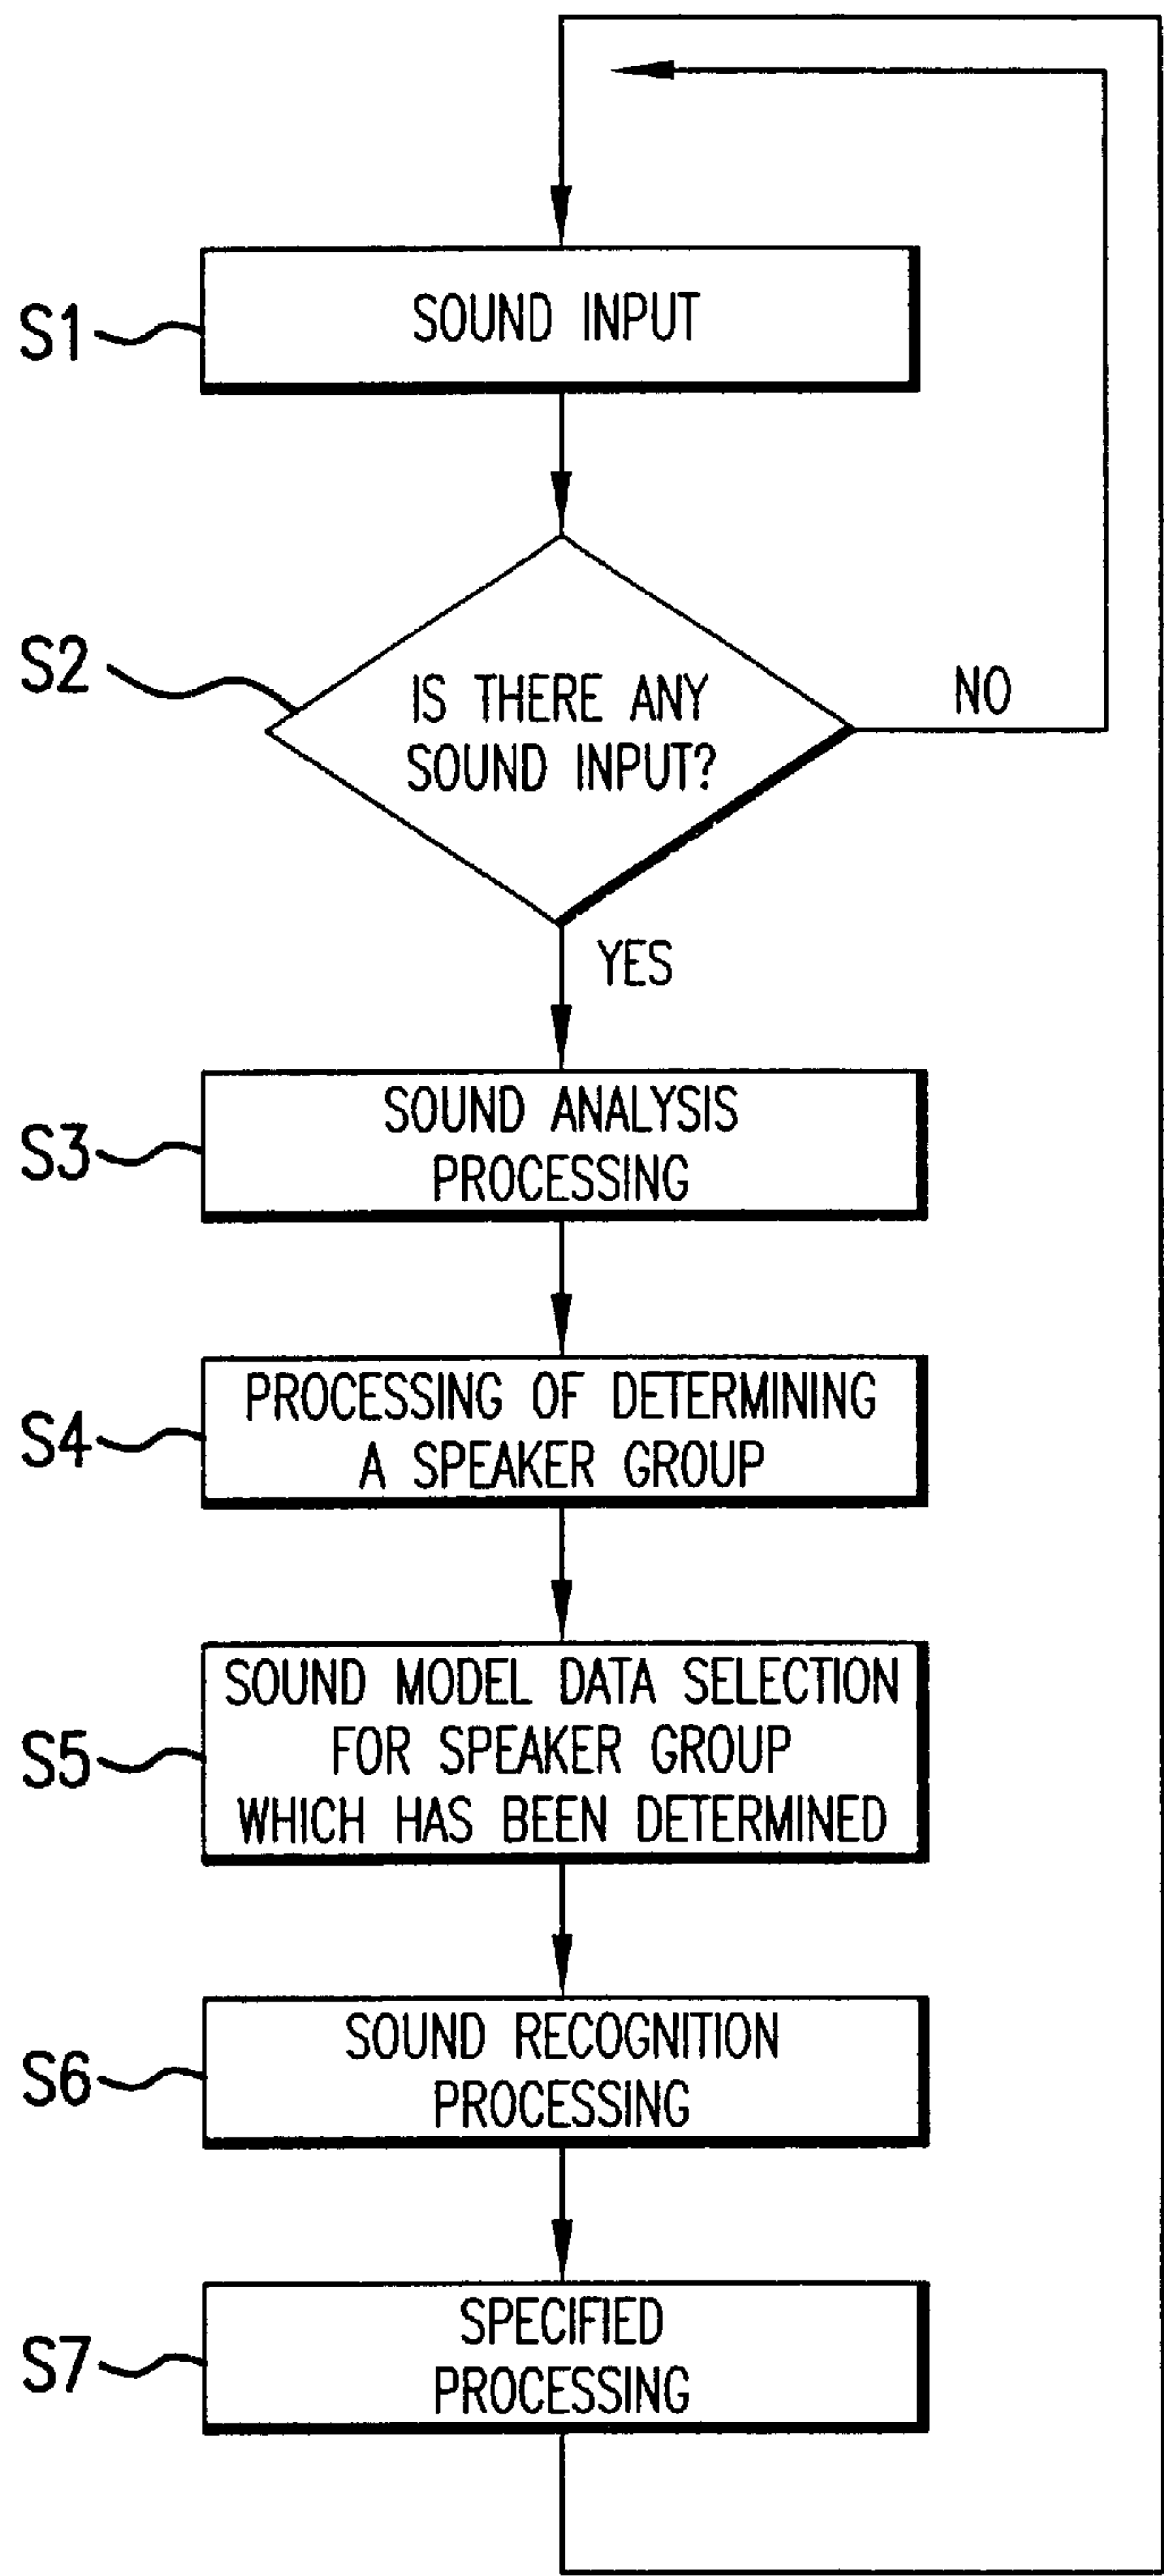 S1
SOUND INPUT
S2
IS THERE ANY
SOUND INPUT?
NO
YES
S3
SOUND ANALYSIS
PROCESSING
S4
PROCESSING OF DETERMINING
A SPEAKER GROUP
S5
SOUND MODEL DATA SELECTION
FOR SPEAKER GROUP
WHICH HAS BEEN DETERMINED
S6
SOUND RECOGNITION
PROCESSING
S7
SPECIFIED
PROCESSING